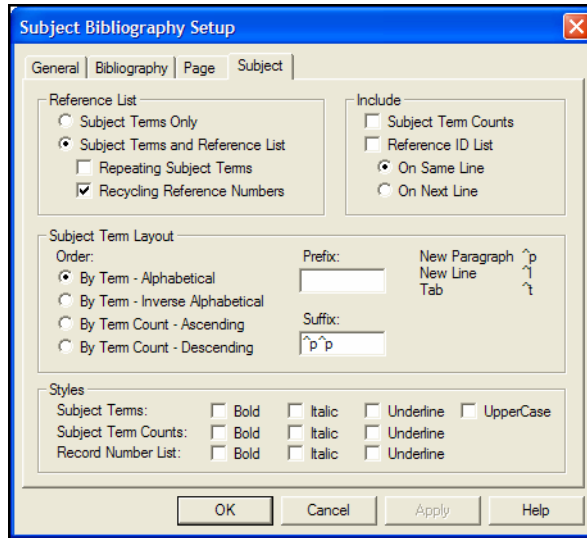 Subject Bibliography Setup
General Bibliography Page Subject
Reference List
Subject Terms Only
Subject Terms and Reference List
Repeating Subject Terms
Recycling Reference Numbers
Include
Subject Term Counts
Reference ID List
On Same Line
On Next Line
Subject Term Layout
Order:
By Term - Alphabetical
By Term - Inverse Alphabetical
By Term Count - Ascending
By Term Count - Descending
Prefix:
Suffix:
^p^p
New Paragraph ^p
New Line ^l
Tab ^t
Styles
Subject Terms: Bold Italic Underline UpperCase
Subject Term Counts: Bold Italic Underline
Record Number List: Bold Italic Underline
OK Cancel Apply Help